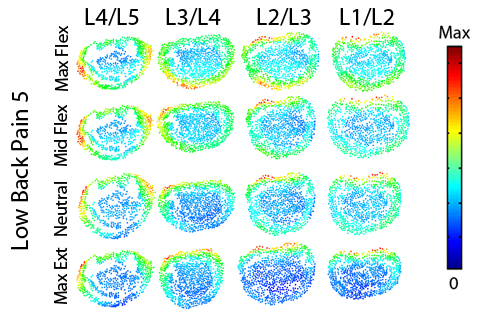 L4/L5 L3/L4 L2/L3 L1/L2
Max
Low Back Pain 5
Max Flex
Mid Flex
Neutral
Max Ext
0